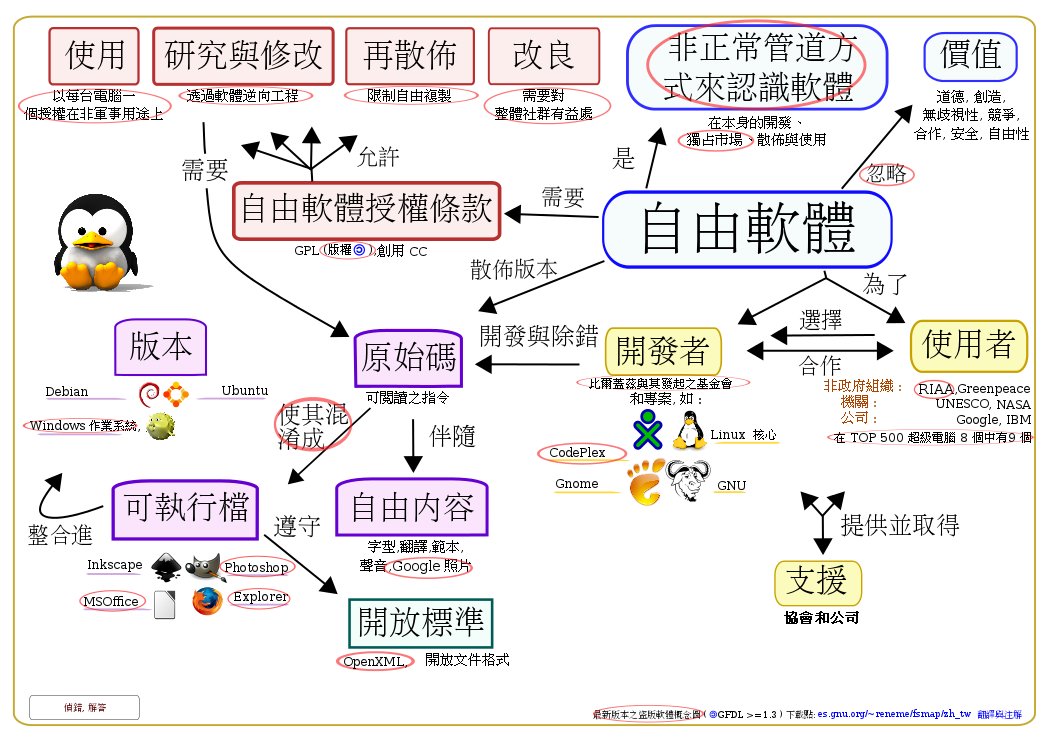 使用
研究與修改
再散佈
改良
非正常管道方
式來認識軟體
價值
以每台電腦一
個授權在非軍事用途上
透過軟體逆向工程
限制自由複製
需要對
整體社群有益處
在本身的開發、
獨占市場、散佈與使用
道德, 創造,
無歧視性, 競爭,
合作, 安全, 自由性
需要
允許
是
忽略
自由軟體授權條款
需要
自由軟體
GPL (版權),創用 CC
散佈版本
為了
版本
原始碼
開發與除錯
開發者
選擇
合作
使用者
Debian
Ubuntu
Windows 作業系統,
可閱讀之指令
比爾蓋茲與其發起之基金會
和專案, 如 :
非政府組織 :
機關 :
公司 :
RIAA,Greenpeace
UNESCO, NASA
Google, IBM
在 TOP 500 超級電腦 8 個中有9 個
使其混
淆成
伴隨
Linux 核心
CodePlex
Gnome
GNU
可執行檔
自由內容
整合進
遵守
字型,翻譯,範本,
聲音,Google 照片
提供並取得
支援
協會和公司
Inkscape
Photoshop
MSOffice
Explorer
開放標準
OpenXML,
開放文件格式
偵錯, 解答
最新版本之盜版軟體概念圖 ( GFDL >=1.3 ) 下載點: es.gnu.org/~reneme/fsmap/zh_tw 翻譯與注解